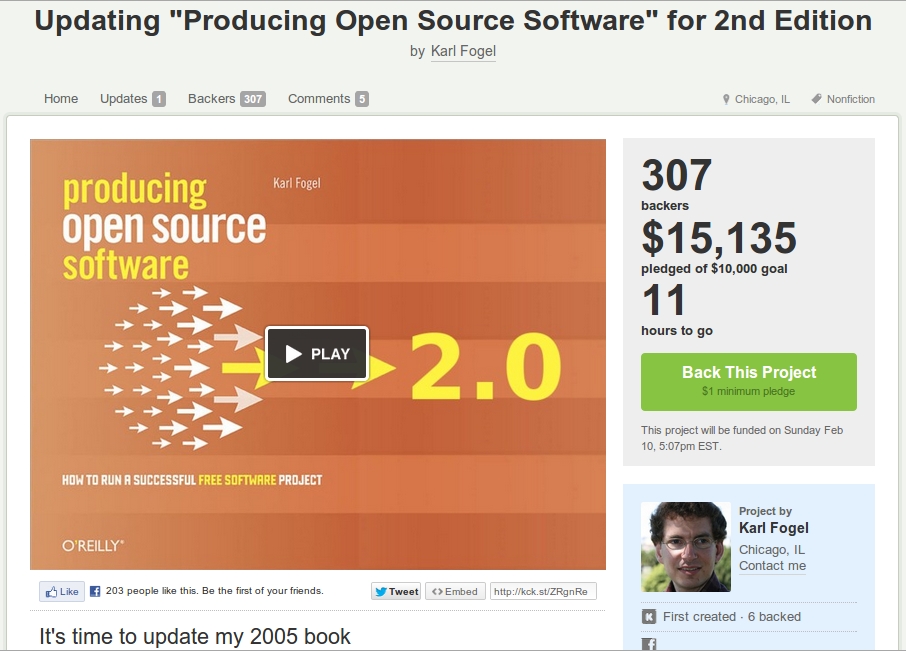 Updating "Producing Open Source Software" for 2nd Edition
by Karl Fogel
Home Updates 1 Backers 307 Comments 5 Chicago, IL Nonfiction
producing
open source
software
Karl Fogel
PLAY
2.0
HOW TO RUN A SUCCESSFUL FREE SOFTWARE PROJECT
O'REILLY®
Like 203 people like this. Be the first of your friends. Tweet <> Embed http://kck.st/ZRgnRe
It's time to update my 2005 book
307
backers
$15,135
pledged of $10,000 goal
11
hours to go
Back This Project
$1 minimum pledge
This project will be funded on Sunday Feb
10, 5:07pm EST.
Project by
Karl Fogel
Chicago, IL
Contact me
K First created · 6 backed